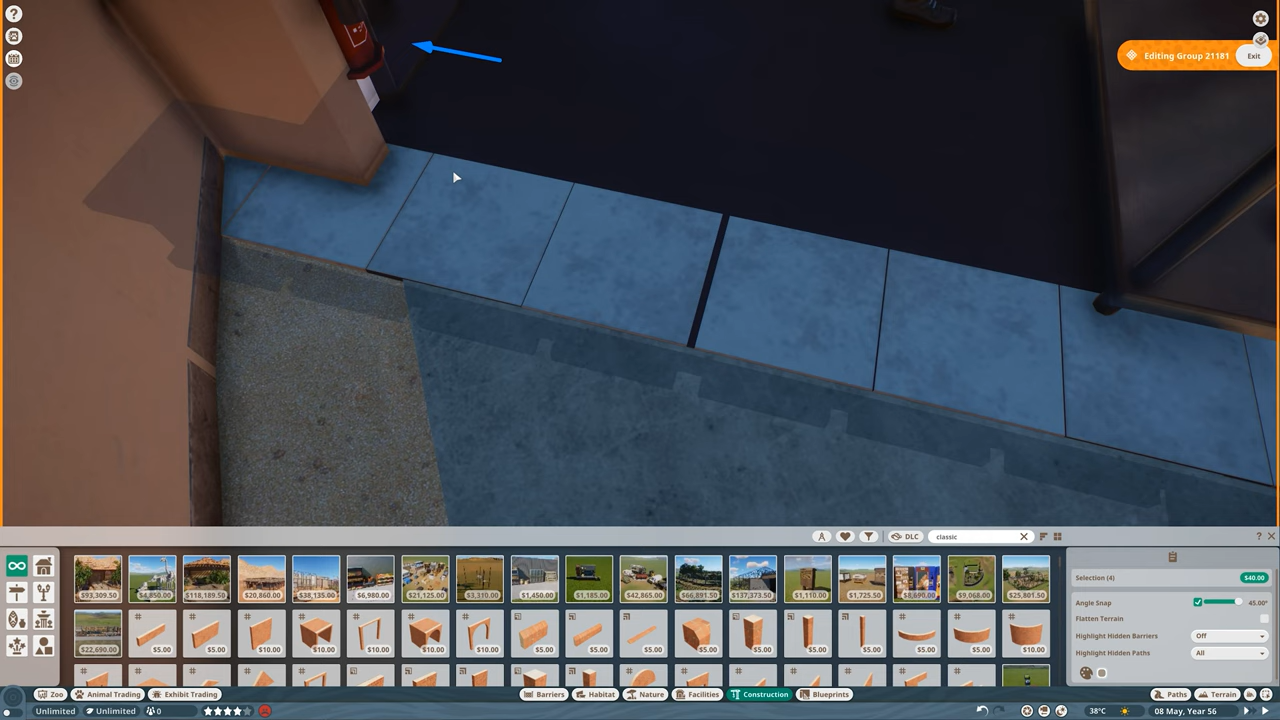 Editing Group 21181
Exit
DLC
classic
$93,309.50 $4,850.00 $118,189.50 $20,860.00 $38,135.00 $6,980.00 $21,125.00 $3,310.00 $1,450.00 $1,185.00 $42,865.00 $66,891.50 $137,373.50 $1,110.00 $1,725.50 $8,690.00 $9,068.00 $25,801.50
$22,690.00 $5.00 $5.00 $10.00 $10.00 $10.00 $10.00 $10.00 $5.00 $5.00 $5.00 $5.00 $5.00 $5.00 $5.00 $5.00 $5.00 $10.00
Selection (4) $40.00
Angle Snap 45.00°
Flatten Terrain
Highlight Hidden Barriers Off
Highlight Hidden Paths All
Zoo Animal Trading Exhibit Trading Barriers Habitat Nature Facilities Construction Blueprints Paths Terrain
Unlimited Unlimited 0 38°C 08 May, Year 56